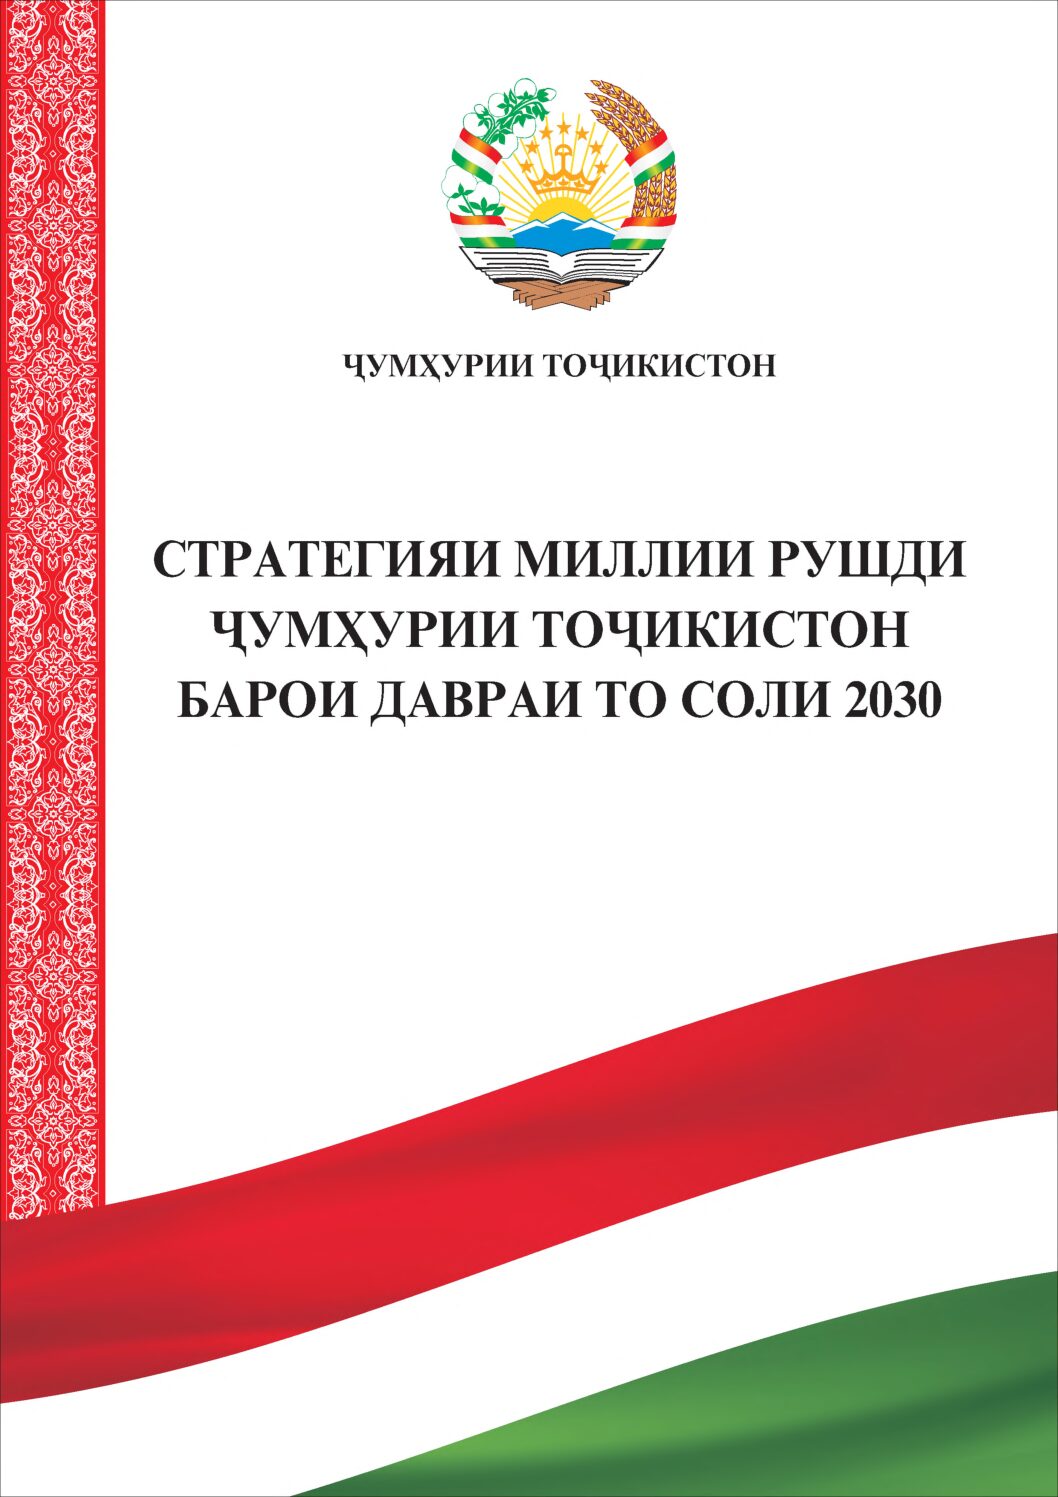 ҶУМҲУРИИ ТОҶИКИСТОН
СТРАТЕГИЯИ МИЛЛИИ РУШДИ
ҶУМҲУРИИ ТОҶИКИСТОН
БАРОИ ДАВРАИ ТО СОЛИ 2030